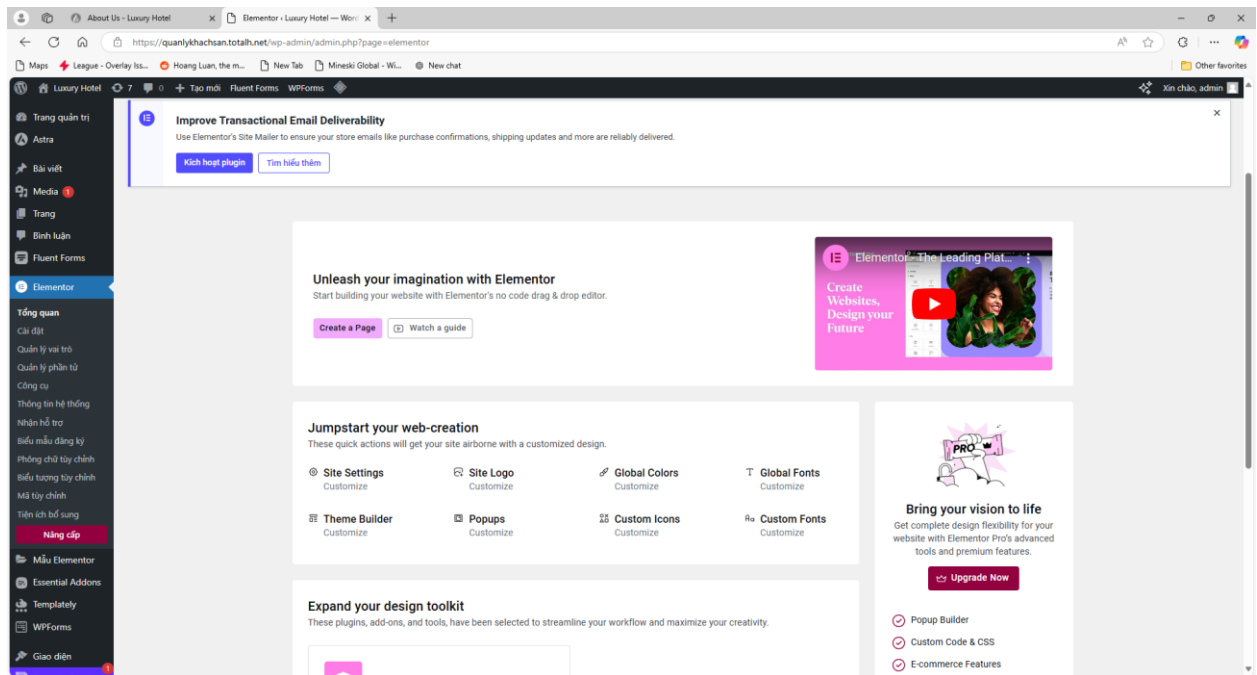 About Us - Luxury Hotel
Elementor ‹ Luxury Hotel — Word
https://quanlykhachsan.totalh.net/wp-admin/admin.php?page=elementor
Maps
League - Overlay Iss...
Hoang Luan, the m...
New Tab
Mineski Global - Wi...
New chat
Other favorites
Luxury Hotel
7
0
Tạo mới
Fluent Forms
WPForms
Xin chào, admin
Trang quản trị
Astra
Bài viết
Media 1
Trang
Bình luận
Fluent Forms
Elementor
Tổng quan
Cài đặt
Quản lý vai trò
Quản lý phần tử
Công cụ
Thông tin hệ thống
Nhận hỗ trợ
Biểu mẫu đăng ký
Phông chữ tùy chỉnh
Biểu tượng tùy chỉnh
Mã tùy chỉnh
Tiện ích bổ sung
Nâng cấp
Mẫu Elementor
Essential Addons
Templately
WPForms
Giao diện
1
Improve Transactional Email Deliverability
Use Elementor's Site Mailer to ensure your store emails like purchase confirmations, shipping updates and more are reliably delivered.
Kích hoạt plugin
Tìm hiểu thêm
Unleash your imagination with Elementor
Start building your website with Elementor's no code drag & drop editor.
Create a Page
Watch a guide
Elementor - The Leading Plat...
Create
Websites,
Design your
Future
Jumpstart your web-creation
These quick actions will get your site airborne with a customized design.
Site Settings
Customize
Site Logo
Customize
Global Colors
Customize
Global Fonts
Customize
Theme Builder
Customize
Popups
Customize
Custom Icons
Customize
Custom Fonts
Customize
Expand your design toolkit
These plugins, add-ons, and tools, have been selected to streamline your workflow and maximize your creativity.
PRO
Bring your vision to life
Get complete design flexibility for your
website with Elementor Pro's advanced
tools and premium features.
Upgrade Now
Popup Builder
Custom Code & CSS
E-commerce Features